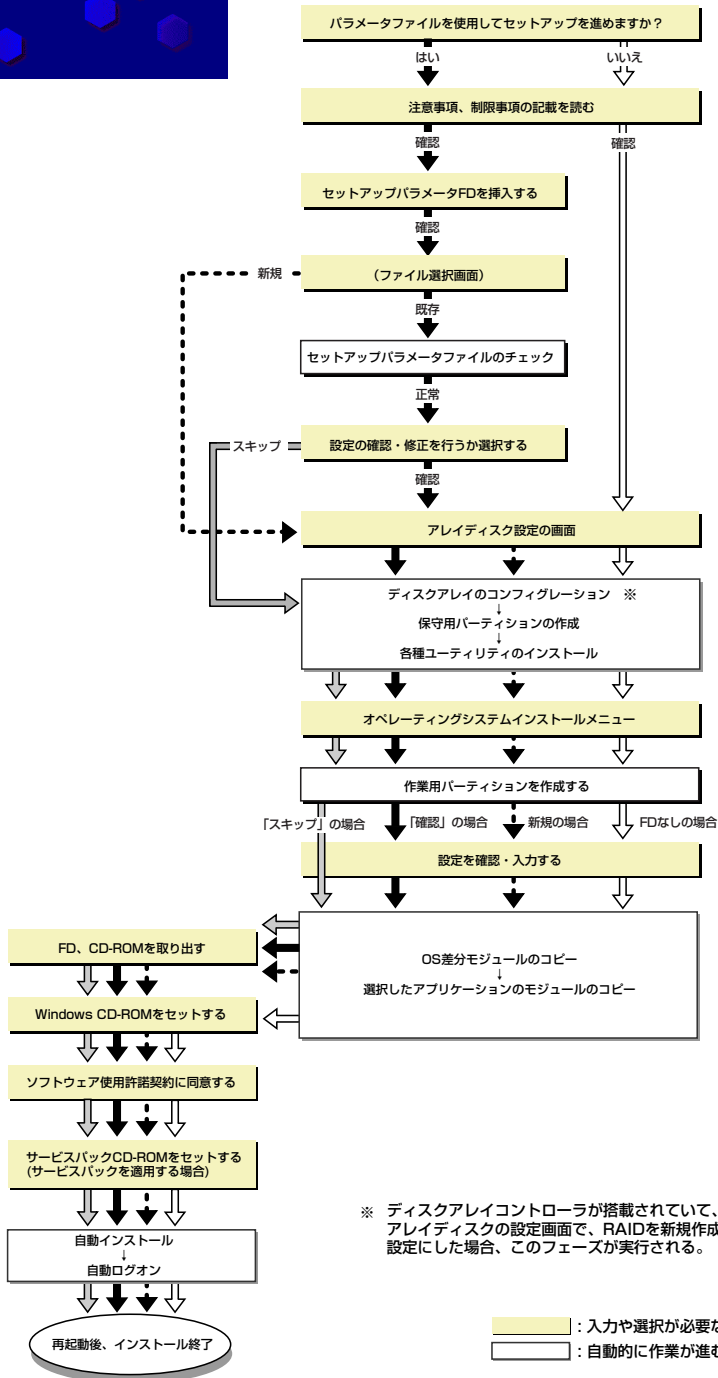 パラメータファイルを使用してセットアップを進めますか？
はい
いいえ
注意事項、制限事項の記載を読む
確認
確認
セットアップパラメータFDを挿入する
確認
新規
（ファイル選択画面）
既存
セットアップパラメータファイルのチェック
正常
スキップ
設定の確認・修正を行うか選択する
確認
アレイディスク設定の画面
ディスクアレイのコンフィグレーション ※
↓
保守用パーティションの作成
↓
各種ユーティリティのインストール
オペレーティングシステムインストールメニュー
作業用パーティションを作成する
「スキップ」の場合
「確認」の場合
新規の場合
FDなしの場合
設定を確認・入力する
OS差分モジュールのコピー
↓
選択したアプリケーションのモジュールのコピー
FD、CD-ROMを取り出す
Windows CD-ROMをセットする
ソフトウェア使用許諾契約に同意する
サービスパックCD-ROMをセットする
(サービスパックを適用する場合)
自動インストール
↓
自動ログオン
再起動後、インストール終了
※ ディスクアレイコントローラが搭載されていて、
アレイディスクの設定画面で、RAIDを新規作成
設定にした場合、このフェーズが実行される。
：入力や選択が必要な
：自動的に作業が進む